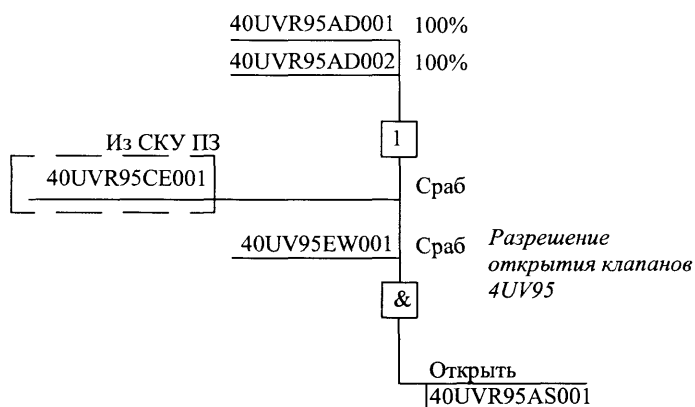 40UVR95AD001 100%
40UVR95AD002 100%
1
Из СКУ ПЗ
40UVR95CE001
Сраб
40UV95EW001 Сраб Разрешение
открытия клапанов
4UV95
&
Открыть
40UVR95AS001